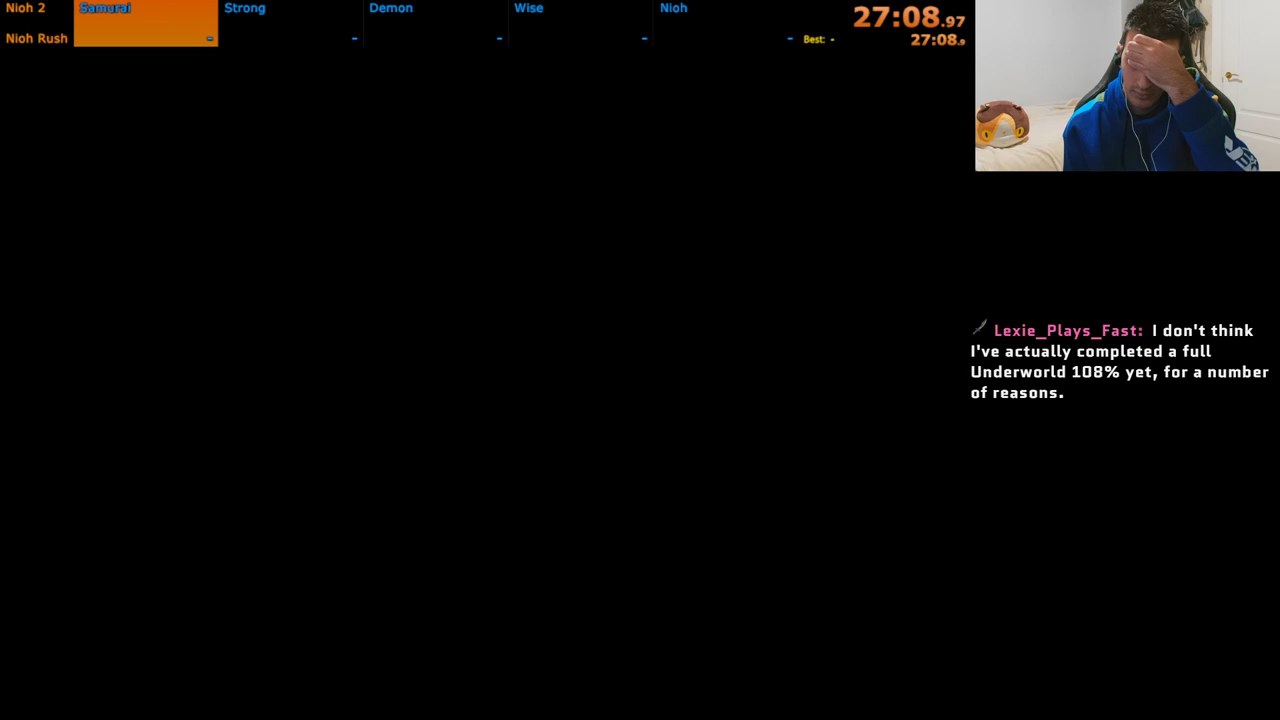 Nioh 2
Nioh Rush
Samurai
-
Strong
-
Demon
-
Wise
-
Nioh
-
Best: -
27:08.97
27:08.9
Lexie_Plays_Fast: I don't think
I've actually completed a full
Underworld 108% yet, for a number
of reasons.